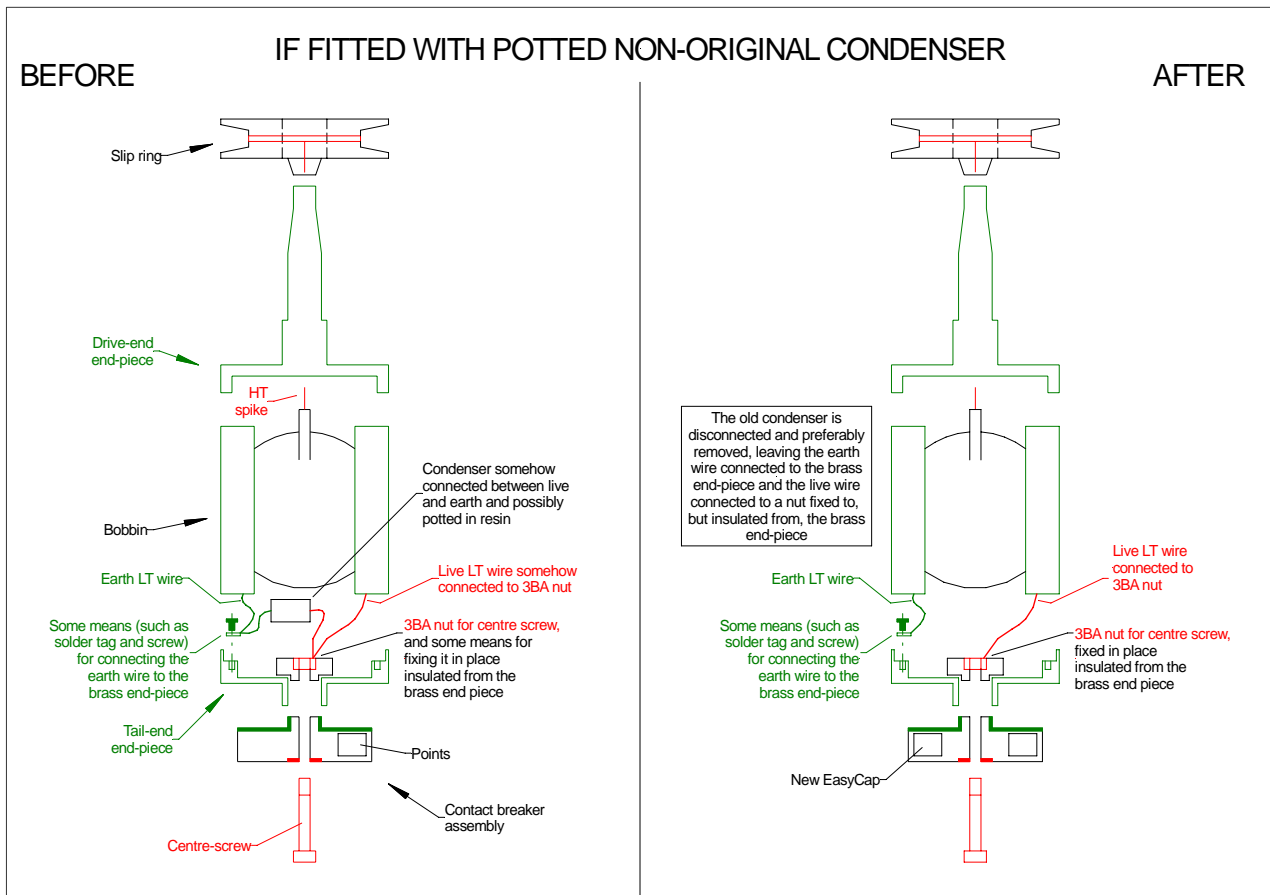 IF FITTED WITH POTTED NON-ORIGINAL CONDENSER
BEFORE
Slip ring
Drive-end
end-piece
HT
spike
Condenser somehow
connected between live
and earth and possibly
potted in resin
Bobbin
Earth LT wire
Live LT wire somehow
connected to 3BA nut
Some means (such as
solder tag and screw)
for connecting the
earth wire to the
brass end-piece
3BA nut for centre screw,
and some means for
fixing it in place
insulated from the
brass end piece
Tail-end
end-piece
Points
Contact breaker
assembly
Centre-screw
AFTER
The old condenser is
disconnected and preferably
removed, leaving the earth
wire connected to the brass
end-piece and the live wire
connected to a nut fixed to,
but insulated from, the brass
end-piece
Live LT wire
connected to
3BA nut
Earth LT wire
Some means (such as
solder tag and screw)
for connecting the
earth wire to the
brass end-piece
3BA nut for centre screw,
fixed in place
insulated from the
brass end piece
New EasyCap